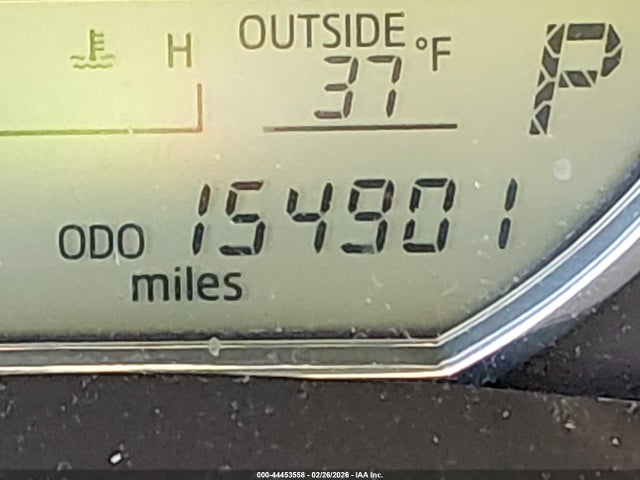 OUTSIDE
H 37 °F P
ODO 154901
miles
000-44453558 - 02/26/2026 - IAA Inc.